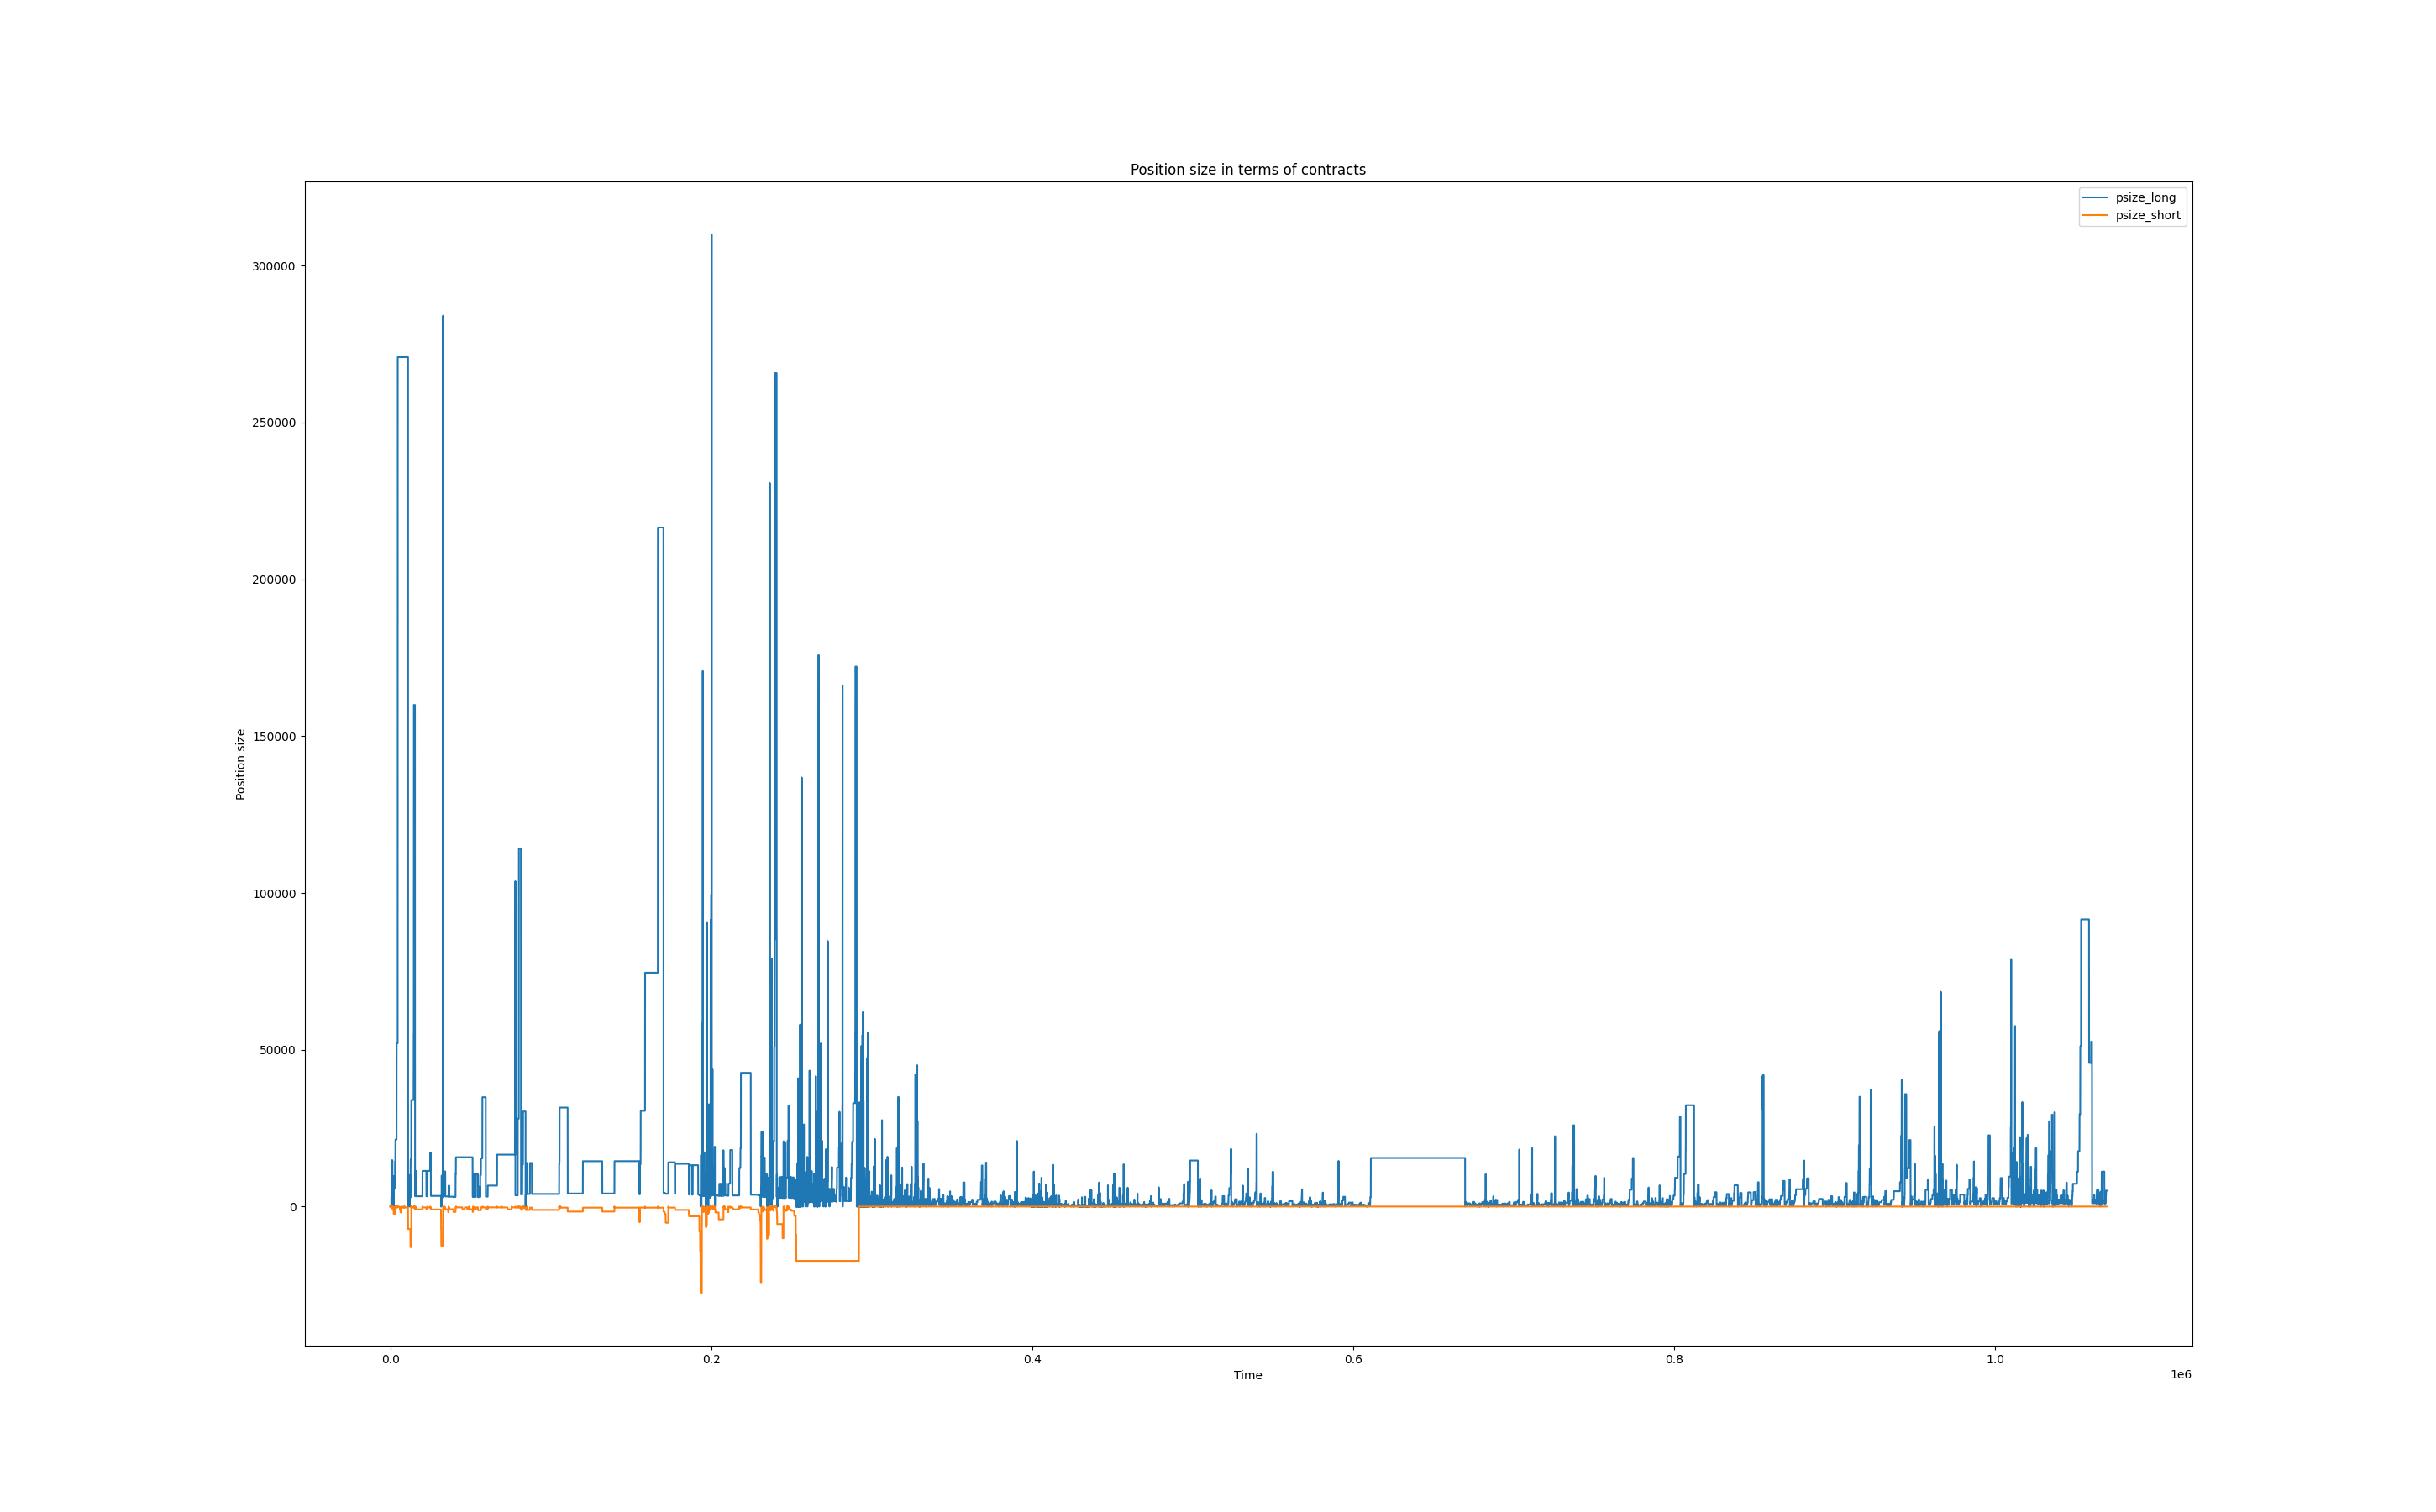 Position size in terms of contracts
psize_long
psize_short
300000
250000
200000
150000
100000
50000
0
Position size
0.0 0.2 0.4 0.6 0.8 1.0
Time
1e6